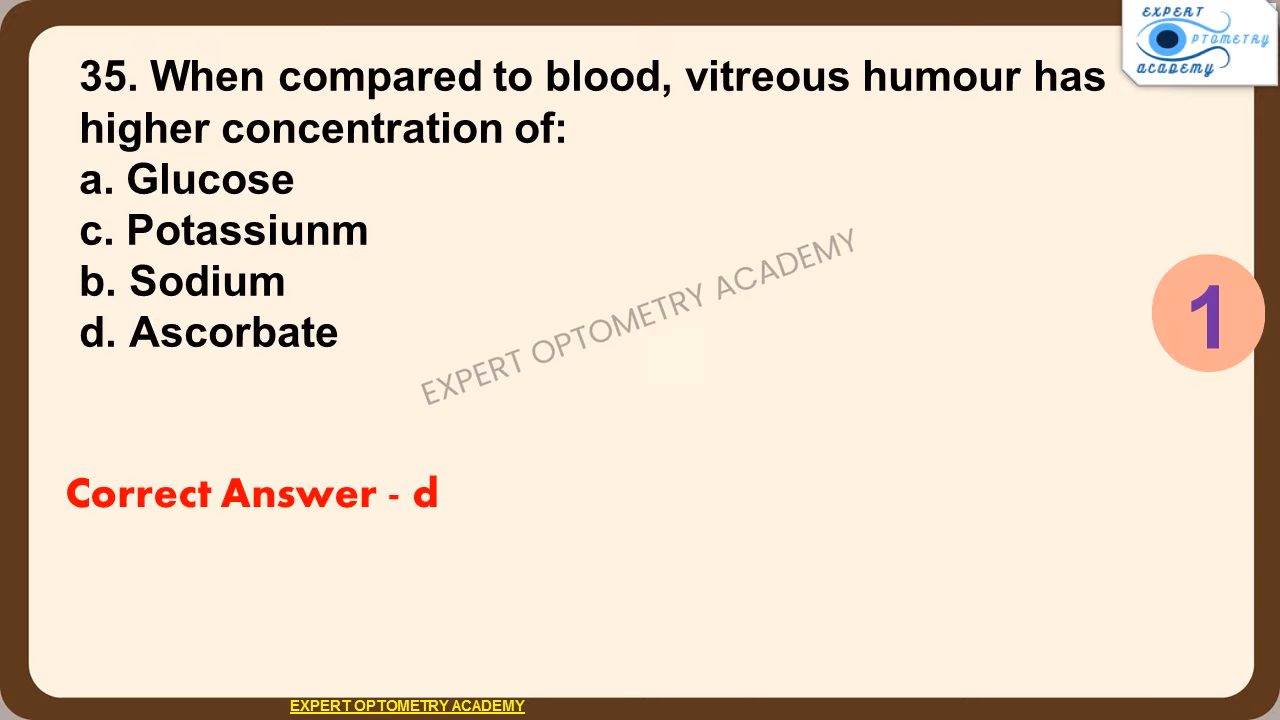 EXPERT
PTOMETRY
ACADEMY
35. When compared to blood, vitreous humour has
higher concentration of:
a. Glucose
c. Potassiunm
b. Sodium
d. Ascorbate
EXPERT OPTOMETRY ACADEMY
1
Correct Answer - d
EXPERT OPTOMETRY ACADEMY